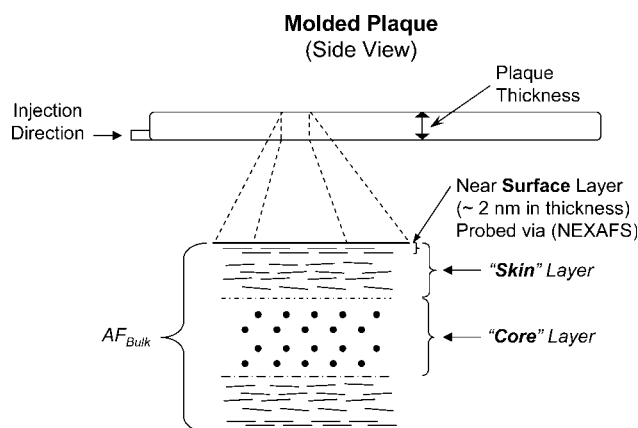 Molded Plaque
(Side View)
Plaque
Thickness
Injection
Direction
Near Surface Layer
(~ 2 nm in thickness)
Probed via (NEXAFS)
"Skin" Layer
AF_Bulk
"Core" Layer